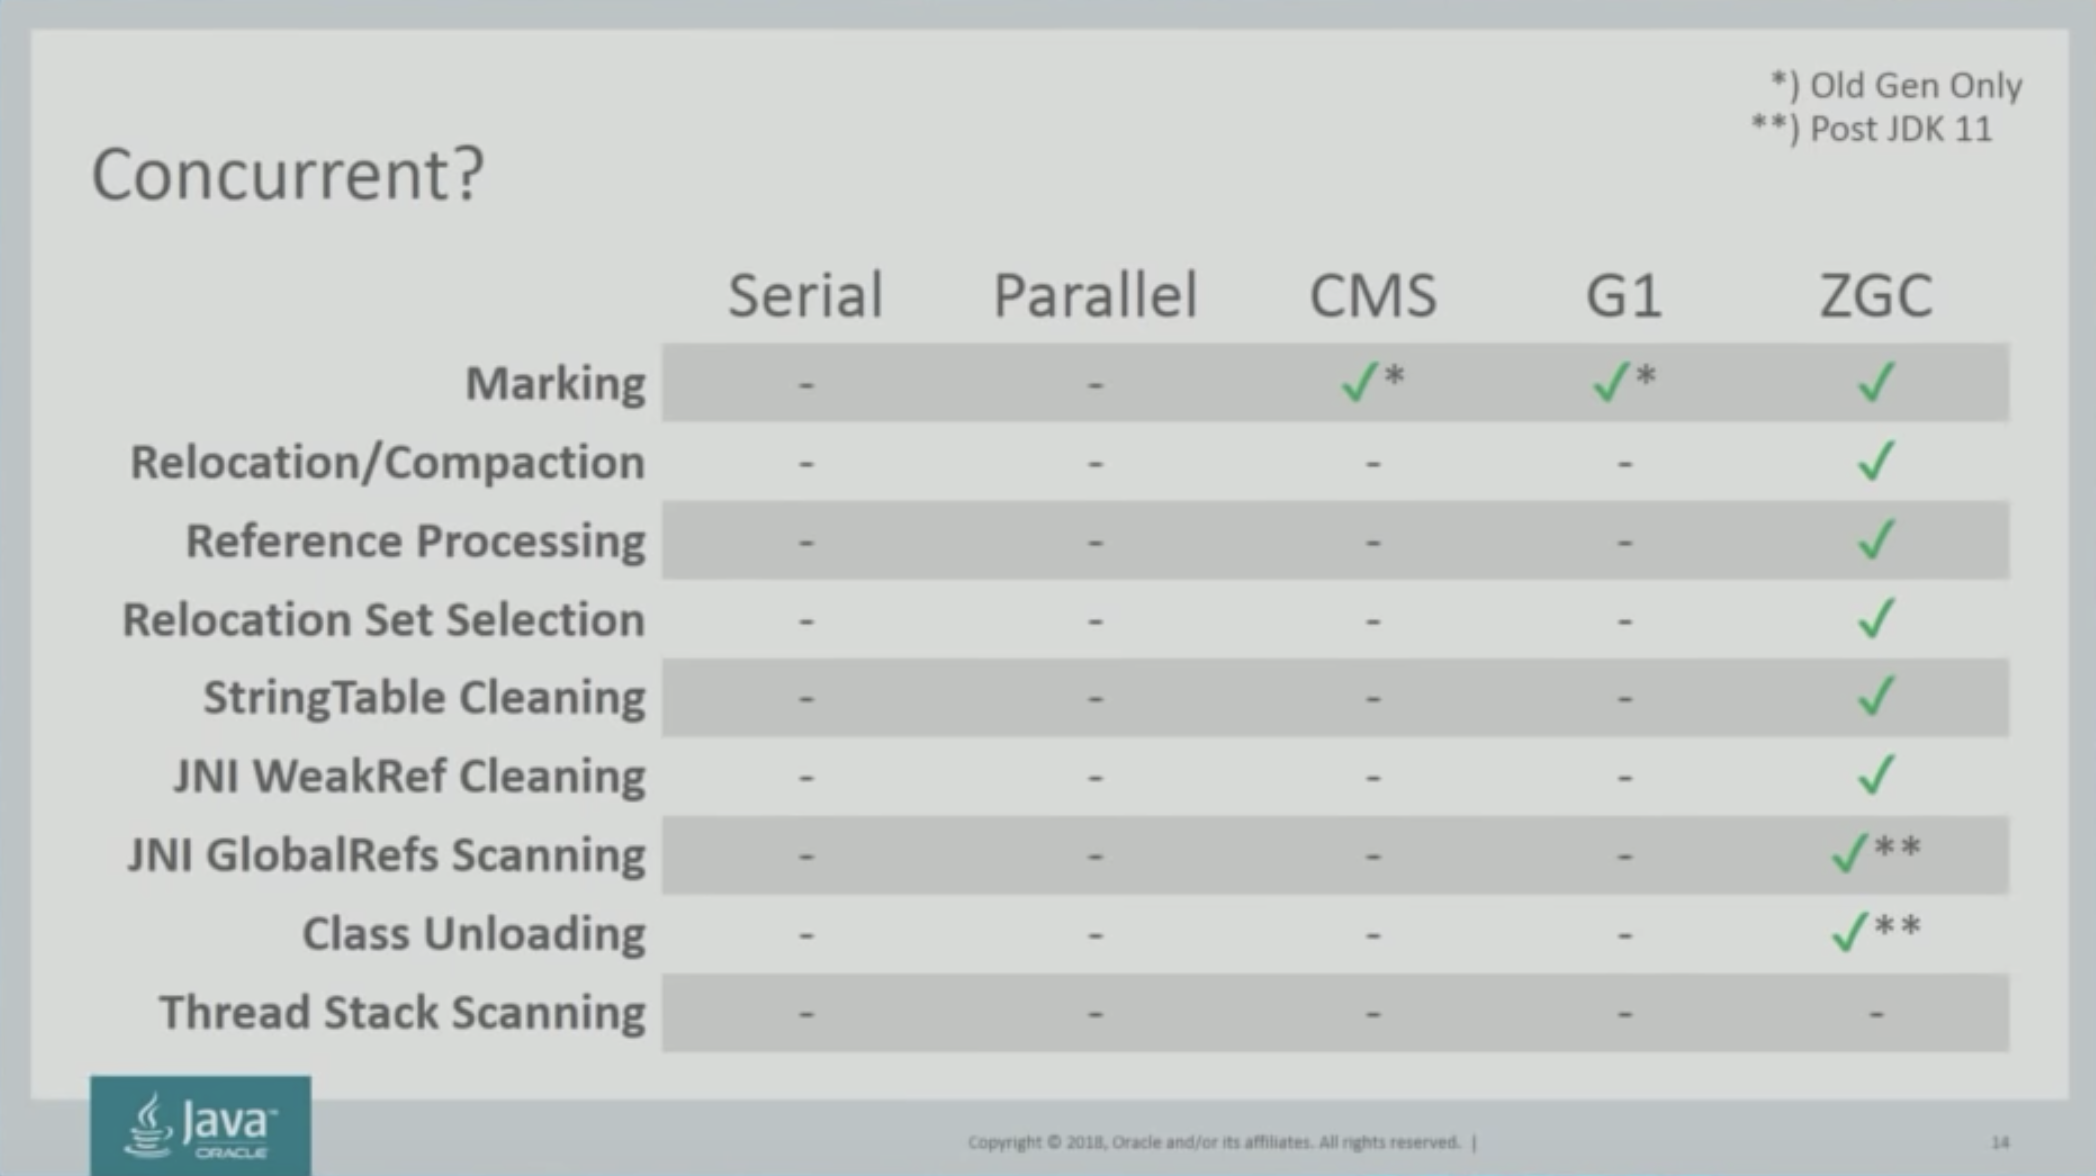 *) Old Gen Only
**) Post JDK 11
Concurrent?
Serial Parallel CMS G1 ZGC
Marking - - ✓* ✓* ✓
Relocation/Compaction - - - - ✓
Reference Processing - - - - ✓
Relocation Set Selection - - - - ✓
StringTable Cleaning - - - - ✓
JNI WeakRef Cleaning - - - - ✓
JNI GlobalRefs Scanning - - - - ✓**
Class Unloading - - - - ✓**
Thread Stack Scanning - - - - -
Java™
ORACLE
Copyright © 2018, Oracle and/or its affiliates. All rights reserved. |
14